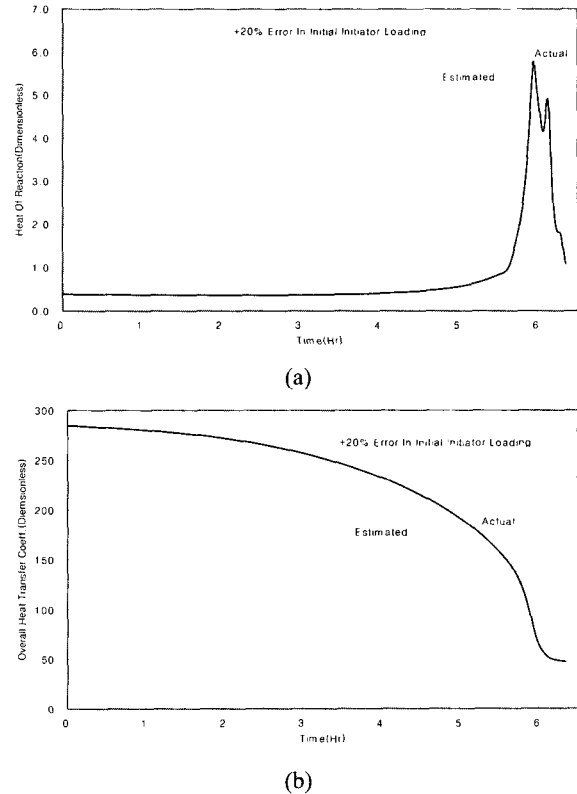 (a)
7.0
6.0
5.0
4.0
3.0
2.0
1.0
0.0
Heat Of Reaction(Dimensionless)
+20% Error In Initial Initiator Loading
Actual
Estimated
0 1 2 3 4 5 6
Time(Hr)
(a)
300
250
200
150
100
50
0
Overall Heat Transfer Coeff.(Diemsionless)
+20% Error In Initial Initiator Loading
Actual
Estimated
0 1 2 3 4 5 6
Time(Hr)
(b)